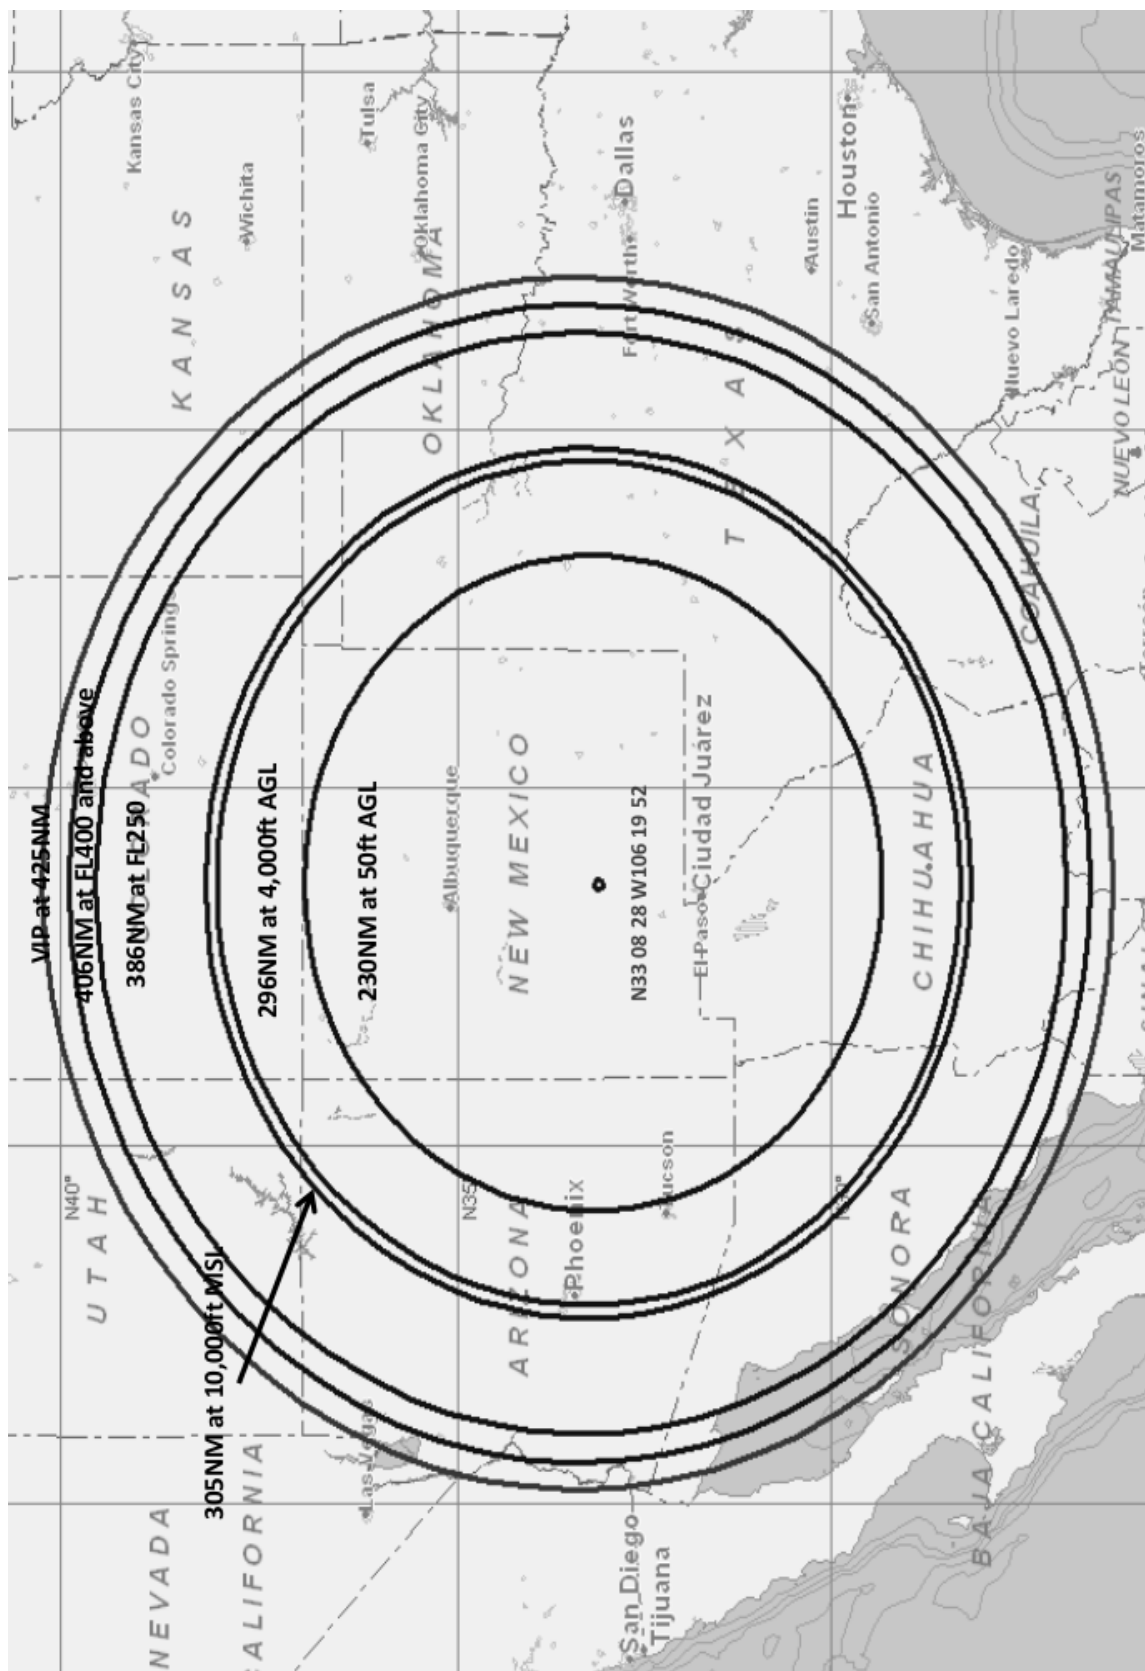 VIP at 425NM
406NM at FL400 and above
386NM at FL250
296NM at 4,000ft AGL
230NM at 50ft AGL
305NM at 10,000ft MSL
N33 08 28 W106 19 52
NEVADA
CALIFORNIA
UTAH
COLORADO
KANSAS
OKLAHOMA
ARIZONA
NEW MEXICO
TEXAS
SONORA
BAJA CALIFORNIA
CHIHUAHUA
COAHUILA
NUEVO LEÓN
TAMAULIPAS
Kansas City
Wichita
Tulsa
Oklahoma City
Colorado Springs
Las Vegas
Albuquerque
Phoenix
Tucson
San Diego
Tijuana
El Paso
Ciudad Juárez
Fort Worth
Dallas
Austin
Houston
San Antonio
Nuevo Laredo
Matamoros
N40°
N35°
N30°